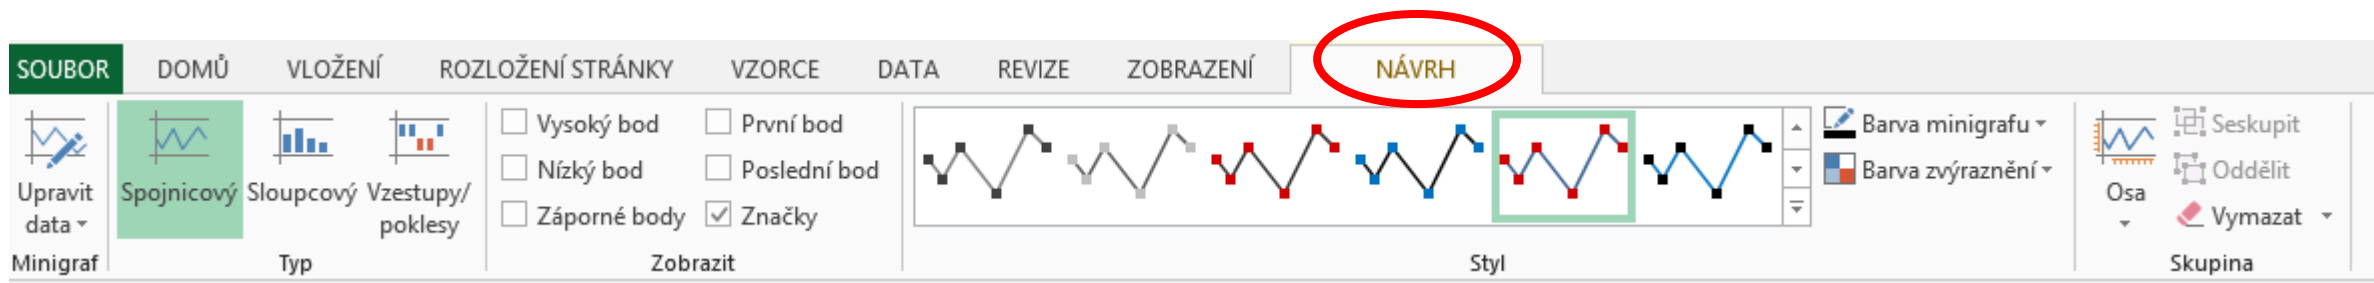 SOUBOR DOMŮ VLOŽENÍ ROZLOŽENÍ STRÁNKY VZORCE DATA REVIZE ZOBRAZENÍ NÁVRH
Upravit data
Minigraf
Spojnicový Sloupcový Vzestupy/
poklesy
Typ
Vysoký bod První bod
Nízký bod Poslední bod
Záporné body Značky
Zobrazit
Styl
Barva minigrafu
Barva zvýraznění
Osa
Seskupit
Oddělit
Vymazat
Skupina